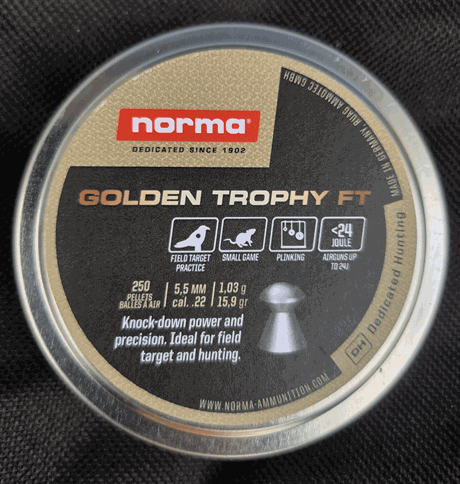 norma®
DEDICATED SINCE 1902
MADE IN GERMANY RUAG AMMOTEC GMBH
GOLDEN TROPHY FT
FIELD TARGET
PRACTICE
SMALL GAME
PLINKING
<24
JOULE
AIRGUNS UP
TO 24J
250
PELLETS
BALLES A AIR
5,5 MM
cal. .22
1,03 g
15,9 gr
Knock-down power and
precision. Ideal for field
target and hunting.
DH Dedicated Hunting
WWW.NORMA-AMMUNITION.COM